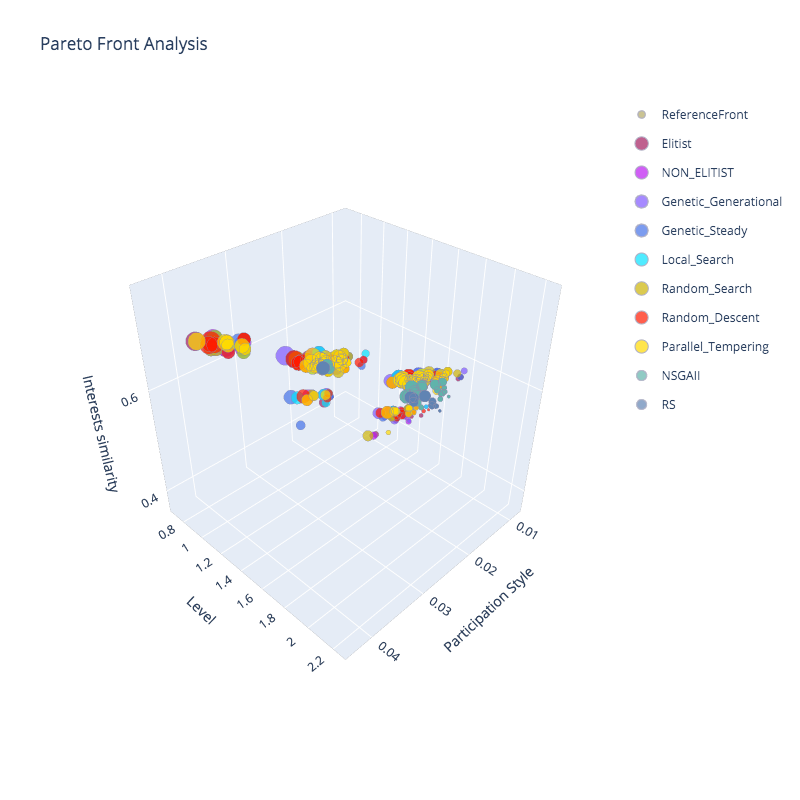 Pareto Front Analysis
ReferenceFront
Elitist
NON_ELITIST
Genetic_Generational
Genetic_Steady
Local_Search
Random_Search
Random_Descent
Parallel_Tempering
NSGAII
RS
Interests similarity
0.6
0.4
0.8
1
1.2
1.4
1.6
1.8
2
2.2
Level
0.01
0.02
0.03
0.04
Participation Style